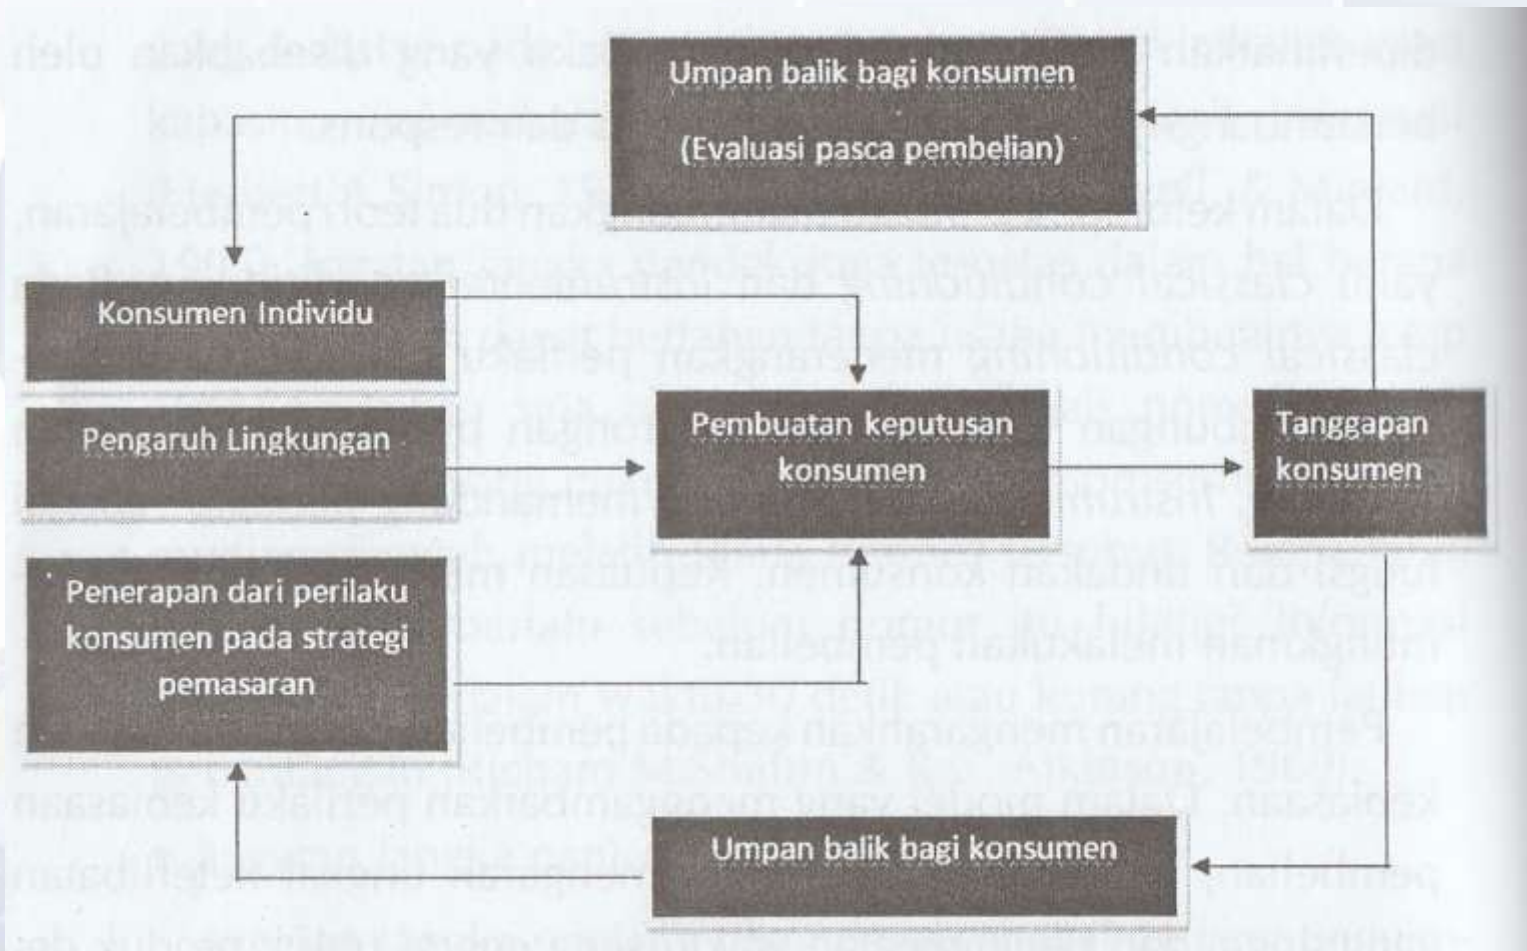 Umpan balik bagi konsumen
(Evaluasi pasca pembelian)
Konsumen Individu
Pengaruh Lingkungan
Pembuatan keputusan
konsumen
Tanggapan
konsumen
Penerapan dari perilaku
konsumen pada strategi
pemasaran
Umpan balik bagi konsumen